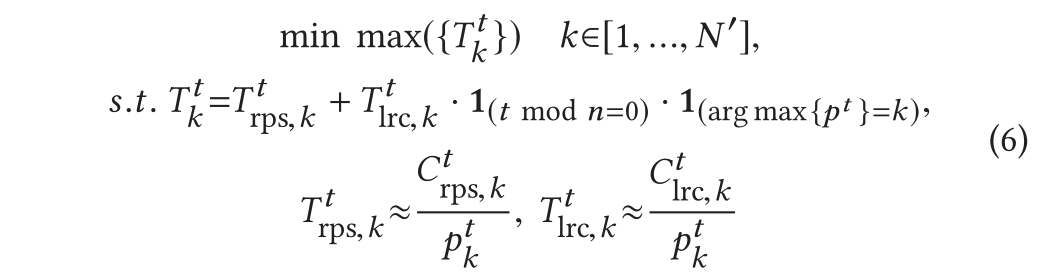 min max({T_k^t}) k∈[1, ..., N′],
s.t. T_k^t=T_{rps,k}^t + T_{lrc,k}^t · 1_{(t mod n=0)} · 1_{(arg max{p^t}=k)},
(6)
T_{rps,k}^t≈C_{rps,k}^t/p_k^t, T_{lrc,k}^t≈C_{lrc,k}^t/p_k^t